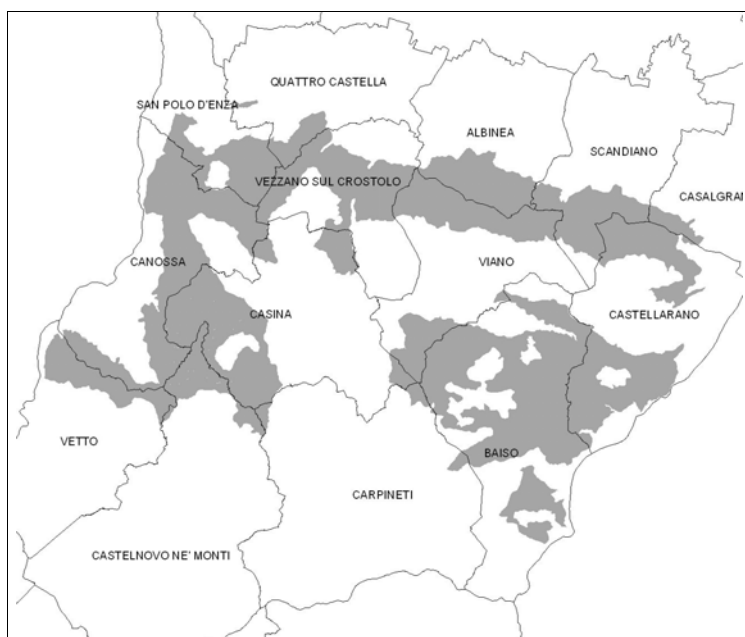 QUATTRO CASTELLA
SAN POLO D'ENZA
ALBINEA
SCANDIANO
VEZZANO SUL CROSTOLO
CASALGRAN
CANOSSA
VIANO
CASINA
CASTELLARANO
VETTO
BAISO
CARPINETI
CASTELNOVO NE' MONTI